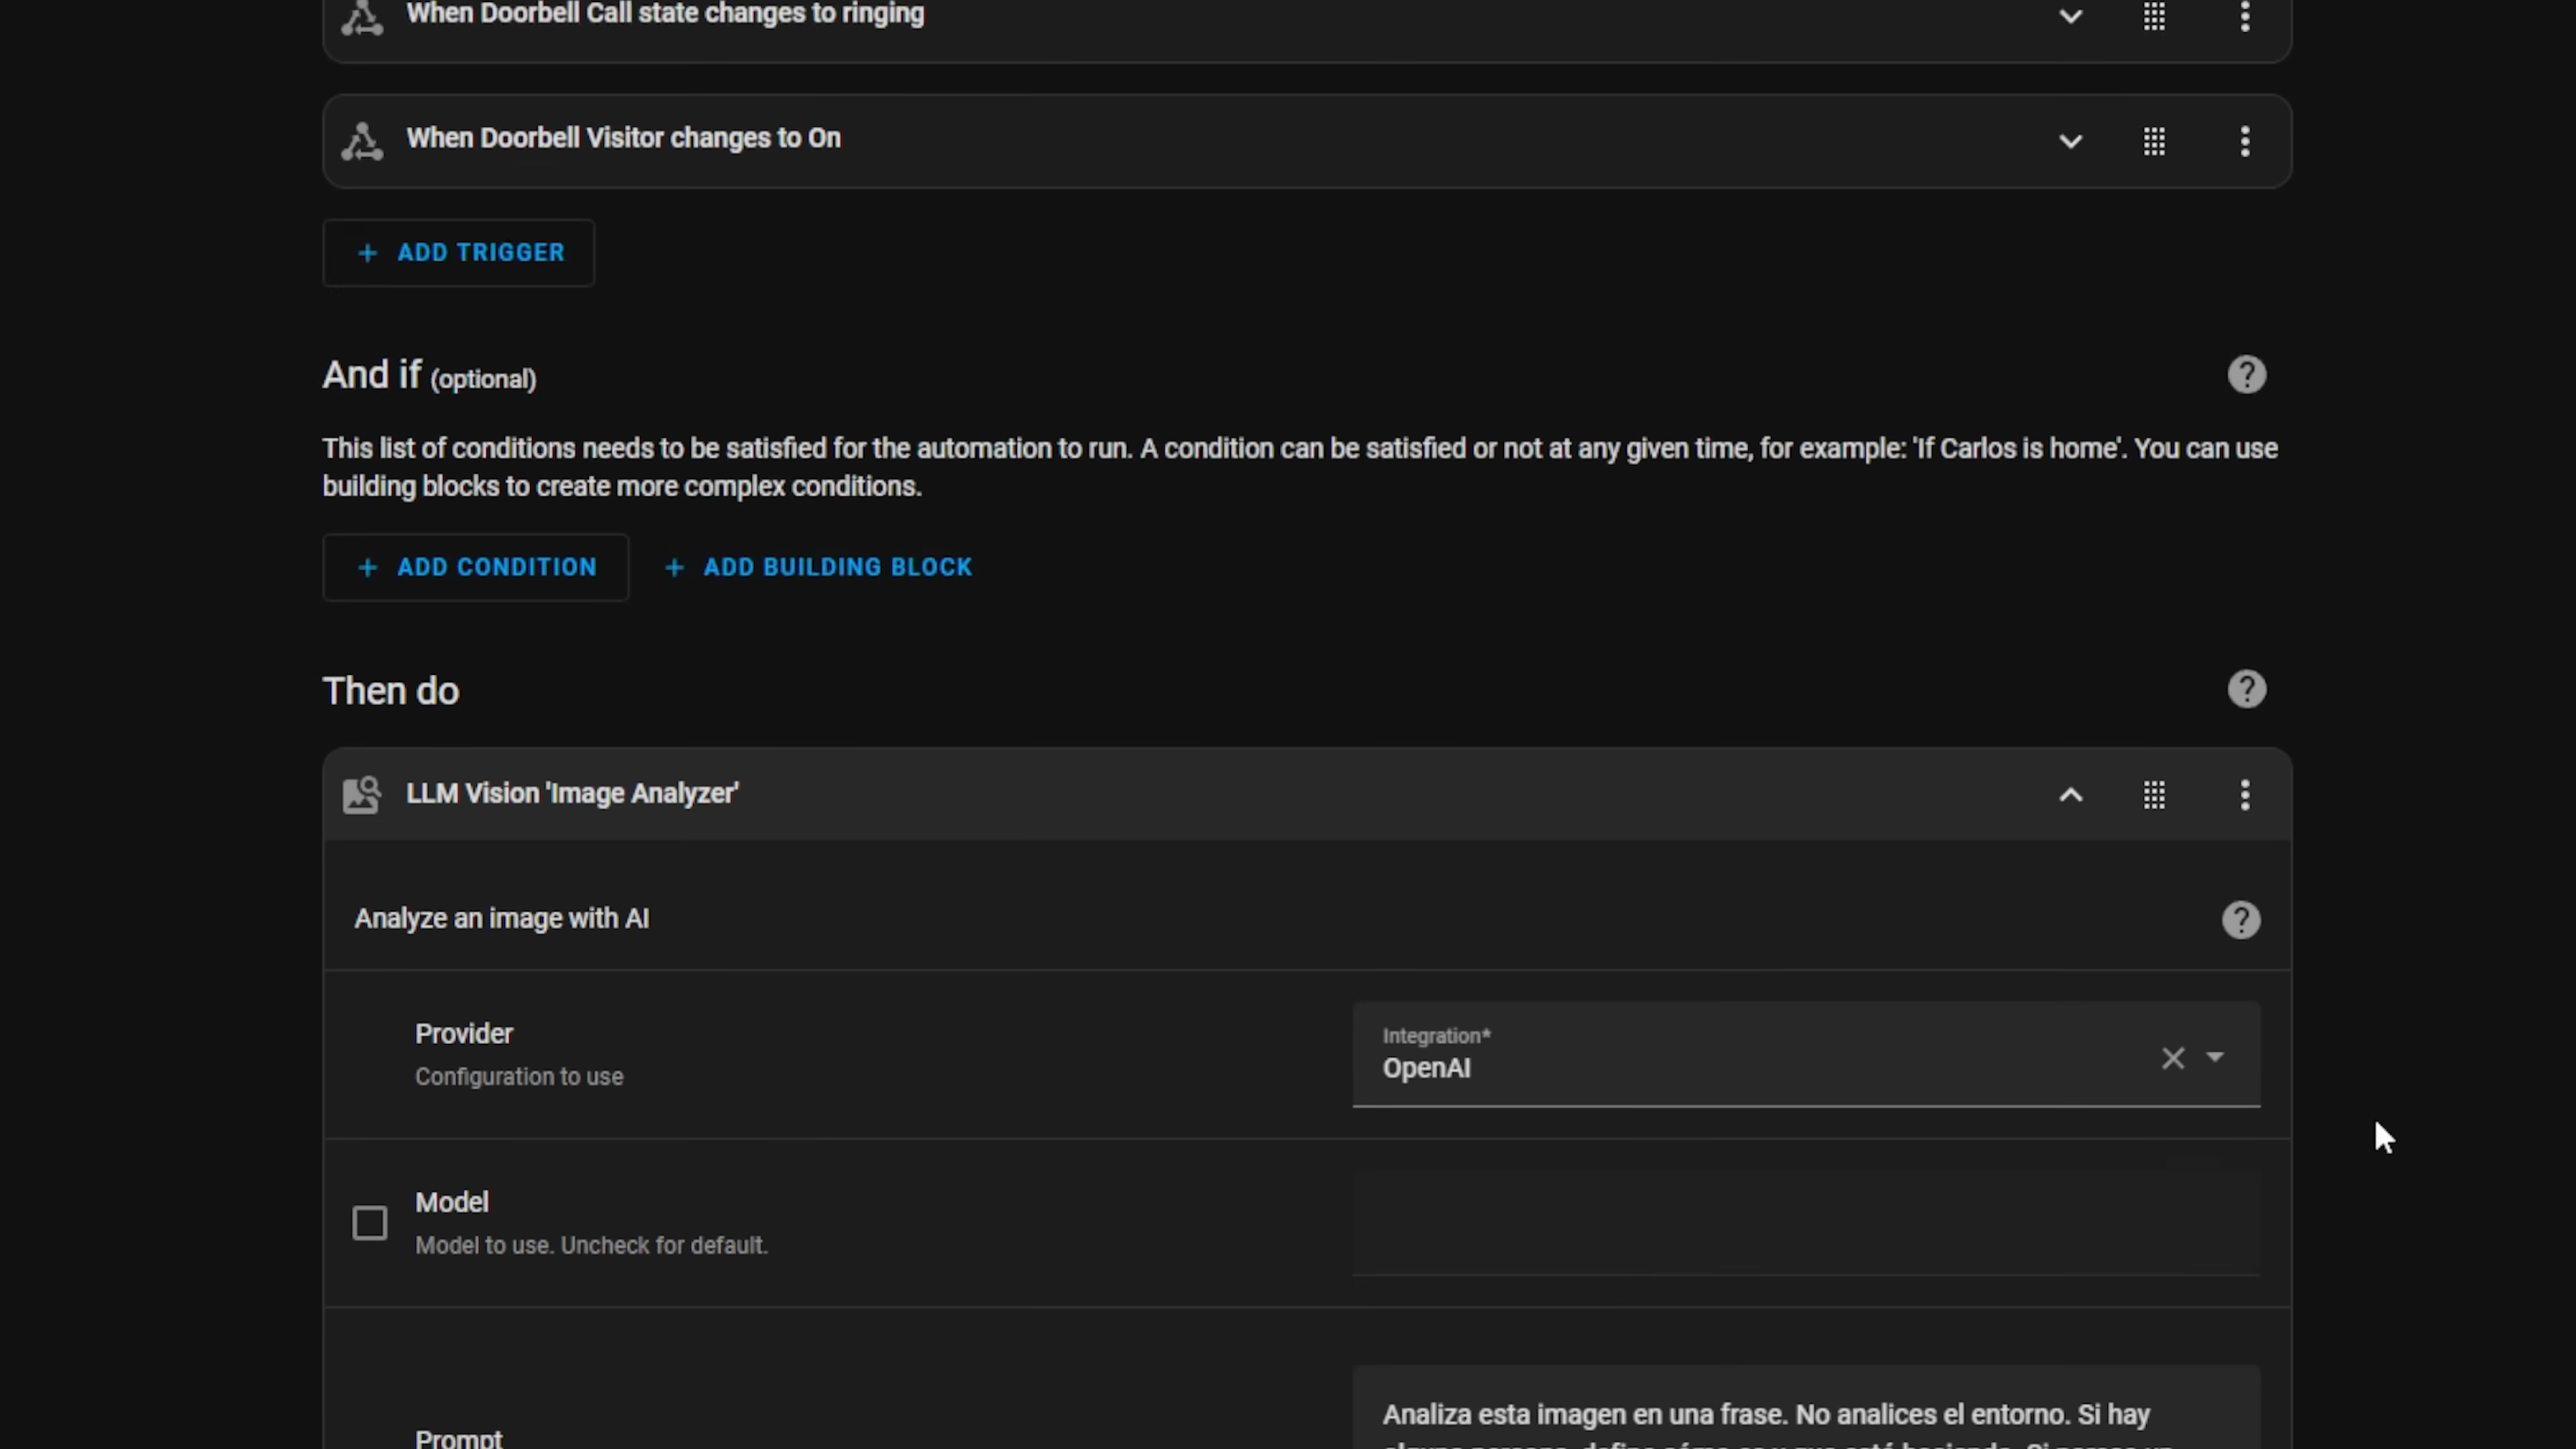 When Doorbell Call state changes to ringing
When Doorbell Visitor changes to On
+ ADD TRIGGER
And if (optional)
This list of conditions needs to be satisfied for the automation to run. A condition can be satisfied or not at any given time, for example: 'If Carlos is home'. You can use
building blocks to create more complex conditions.
+ ADD CONDITION + ADD BUILDING BLOCK
Then do
LLM Vision 'Image Analyzer'
Analyze an image with AI
Provider
Configuration to use
Integration*
OpenAI
Model
Model to use. Uncheck for default.
Prompt
Analiza esta imagen en una frase. No analices el entorno. Si hay